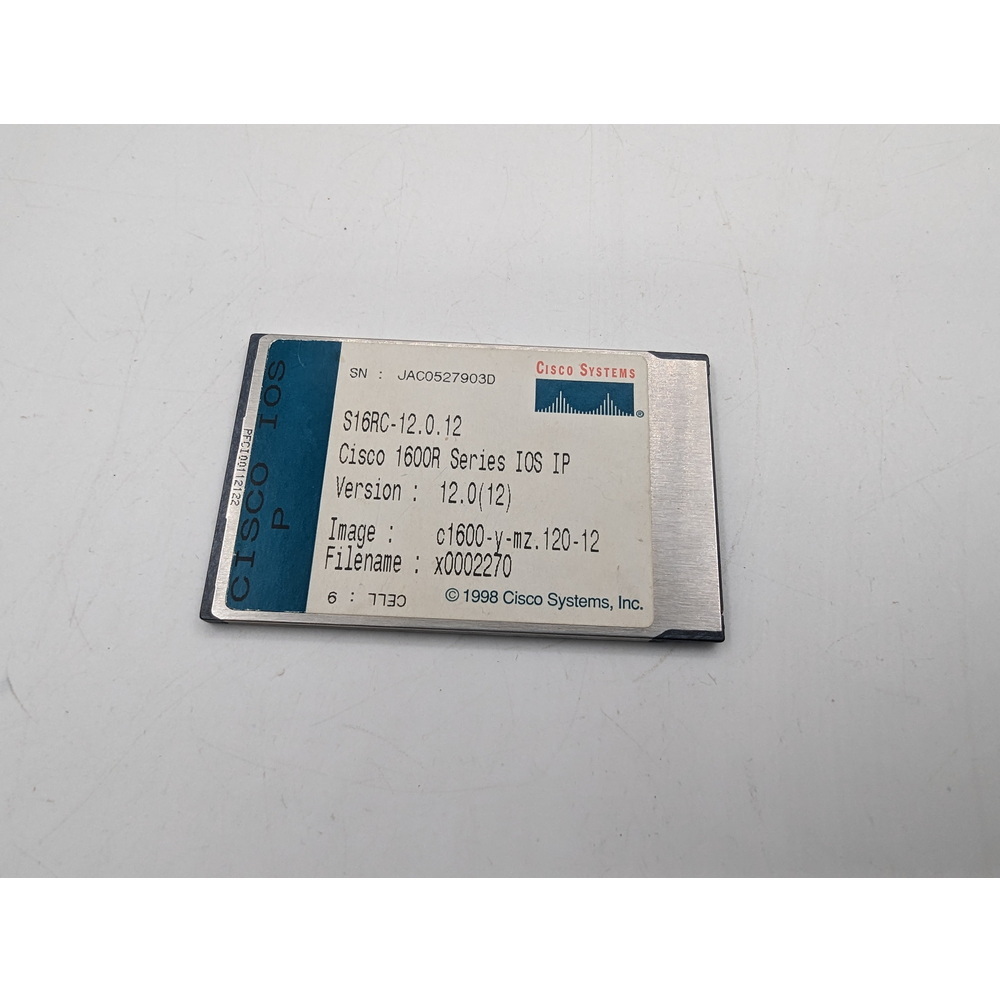 CISCO IOS
P
PFCI00112122
SN : JAC0527903D
CISCO SYSTEMS
®
S16RC-12.0.12
Cisco 1600R Series IOS IP
Version : 12.0(12)
Image : c1600-y-mz.120-12
Filename : x0002270
CELL : 9
© 1998 Cisco Systems, Inc.